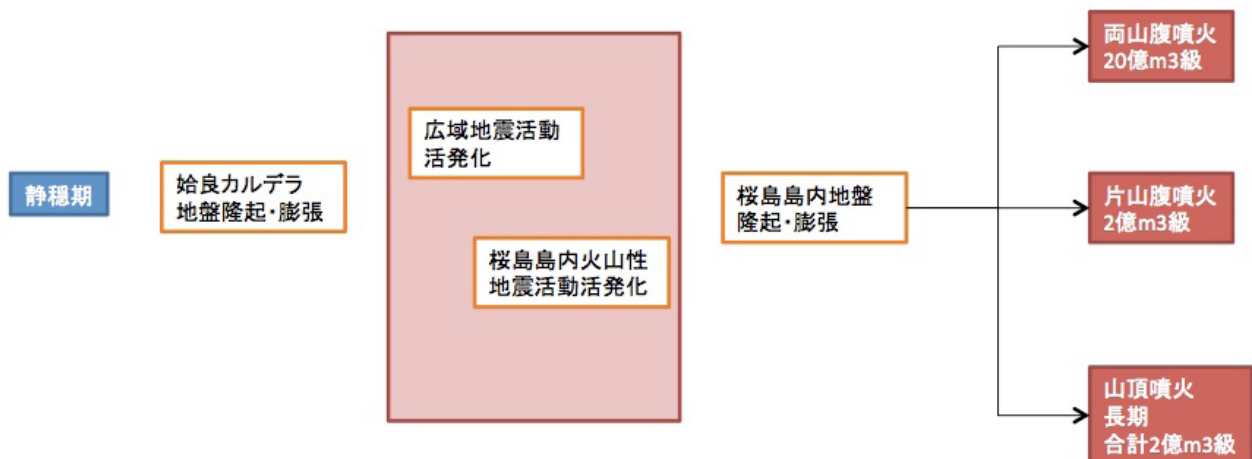 静穏期
姶良カルデラ
地盤隆起・膨張
広域地震活動
活発化
桜島島内火山性
地震活動活発化
桜島島内地盤
隆起・膨張
両山腹噴火
20億m3級
片山腹噴火
2億m3級
山頂噴火
長期
合計2億m3級